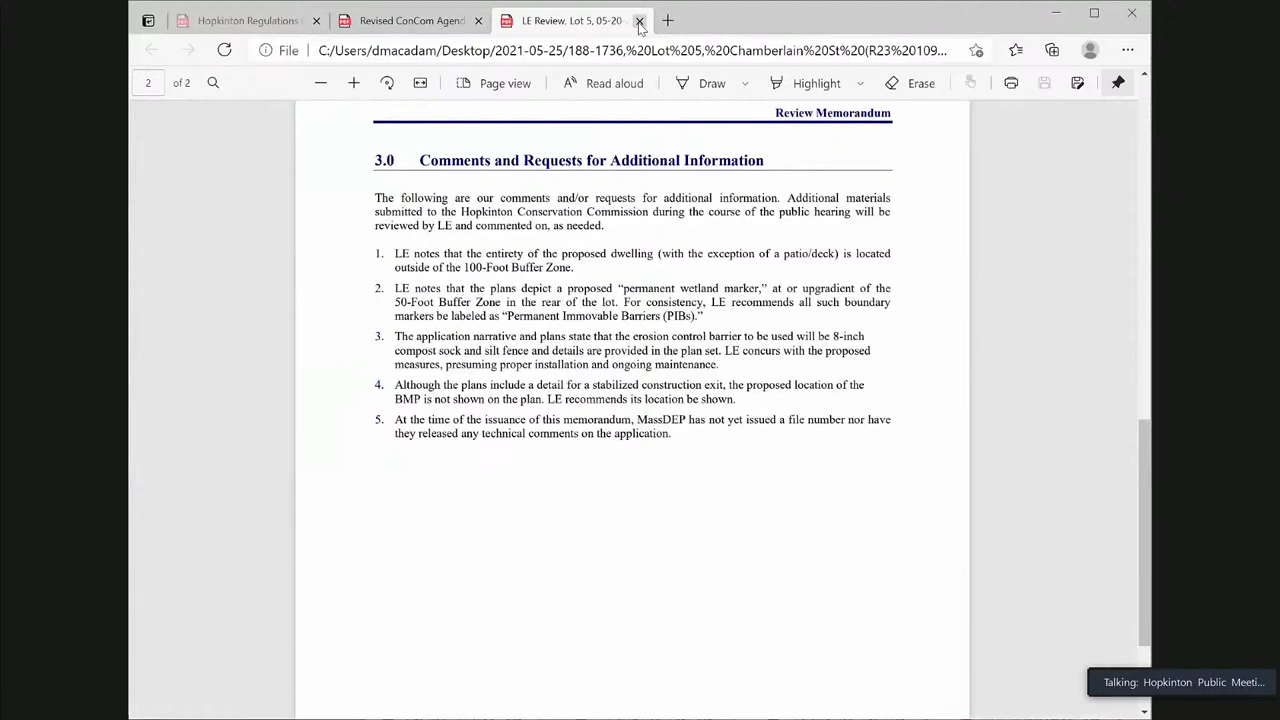 Hopkinton Regulations (
Revised ConCom Agend
LE Review, Lot 5, 05-20-
File
C:/Users/dmacadam/Desktop/2021-05-25/188-1736,%20Lot%205,%20Chamberlain%20St%20(R23%20109...
2 of 2
Page view
Read aloud
Draw
Highlight
Erase
Review Memorandum
3.0 Comments and Requests for Additional Information
The following are our comments and/or requests for additional information. Additional materials
submitted to the Hopkinton Conservation Commission during the course of the public hearing will be
reviewed by LE and commented on, as needed.
1. LE notes that the entirety of the proposed dwelling (with the exception of a patio/deck) is located
outside of the 100-Foot Buffer Zone.
2. LE notes that the plans depict a proposed “permanent wetland marker,” at or upgradient of the
50-Foot Buffer Zone in the rear of the lot. For consistency, LE recommends all such boundary
markers be labeled as “Permanent Immovable Barriers (PIBs).”
3. The application narrative and plans state that the erosion control barrier to be used will be 8-inch
compost sock and silt fence and details are provided in the plan set. LE concurs with the proposed
measures, presuming proper installation and ongoing maintenance.
4. Although the plans include a detail for a stabilized construction exit, the proposed location of the
BMP is not shown on the plan. LE recommends its location be shown.
5. At the time of the issuance of this memorandum, MassDEP has not yet issued a file number nor have
they released any technical comments on the application.
Talking: Hopkinton Public Meeti...